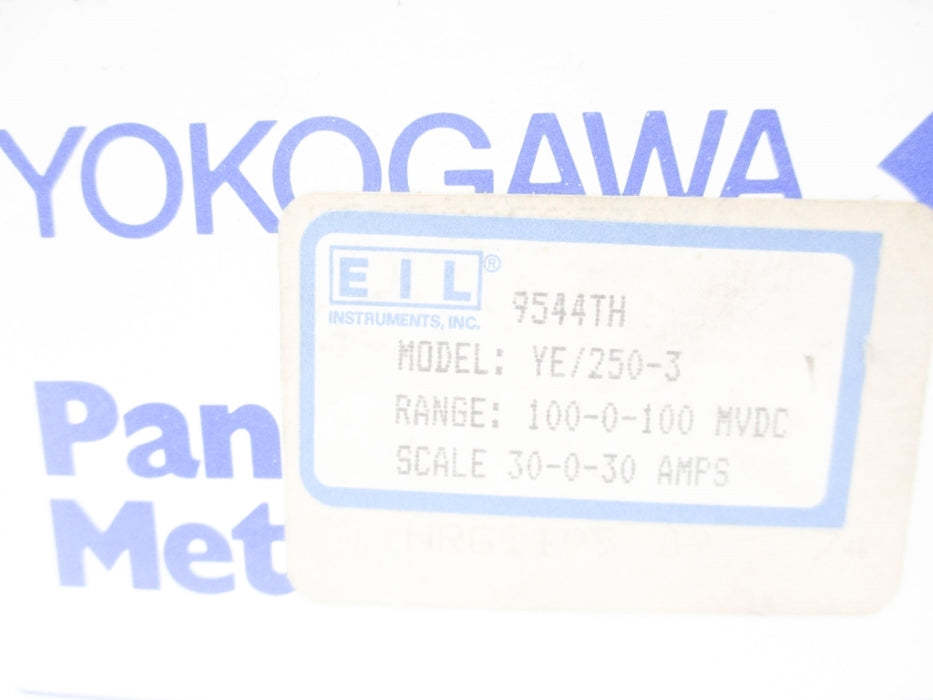 YOKOGAWA
EIL®
INSTRUMENTS, INC.
9544TH
MODEL: YE/250-3
RANGE: 100-0-100 MVDC
SCALE 30-0-30 AMPS
Pan
Met